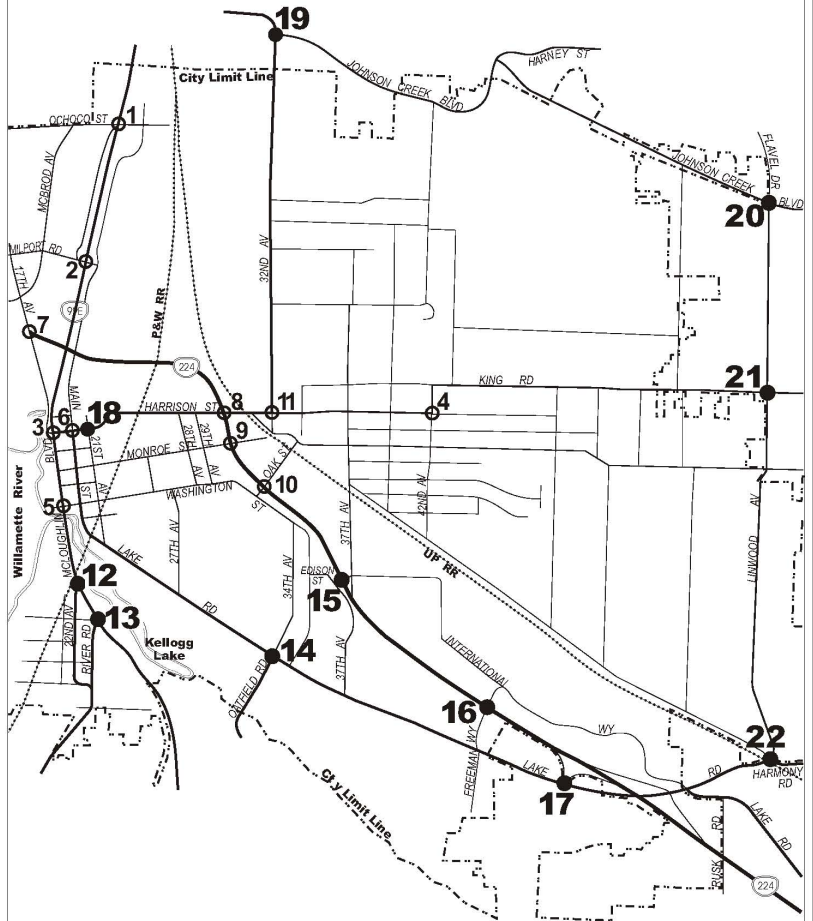 19
City Limit Line
JOHNSON CREEK BLVD
HARNEY ST
OCHOCO ST
1
MCBROD AV
FLAVEL DR
JOHNSON CREEK
BLVD
20
32ND AV
MILPORT RD
2
17TH AV
99E
P&W RR
7
224
MAIN
ST
KING RD
21
3
6
18
HARRISON ST
8
11
4
BLVD
21ST
AV
MONROE ST
28TH
AV
29TH
AV
9
OAK ST
10
WASHINGTON
ST
5
Willamette River
MCLOUGHLIN
27TH AV
37TH AV
42ND AV
LINWOOD AV
UP RR
LAKE
RD
12
13
22ND AV
RIVER RD
Kellogg
Lake
34TH AV
EDISON
ST
15
14
37TH AV
OATFIELD RD
INTERNATIONAL
WY
16
FREEMAN WY
LAKE
RD
17
22
HARMONY
RD
LAKE RD
RUSK RD
City Limit Line
224